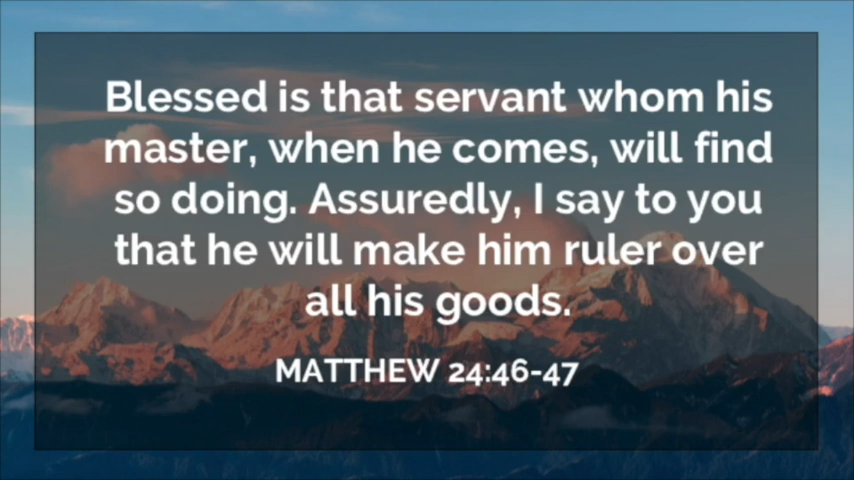 Blessed is that servant whom his
master, when he comes, will find
so doing. Assuredly, I say to you
that he will make him ruler over
all his goods.
MATTHEW 24:46-47